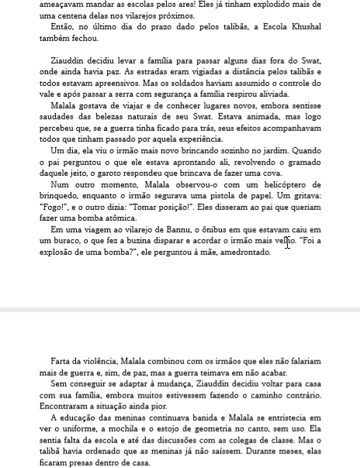 ameaçavam mandar as escolas pelos ares! Eles já tinham explodido mais de
uma centena delas nos vilarejos próximos.
Então, no último dia do prazo dado pelos talibãs, a Escola Khushal
também fechou.
Ziauddin decidiu levar a família para passar alguns dias fora do Swat,
onde ainda havia paz. As estradas eram vigiadas a distância pelos talibãs e
todos estavam apreensivos. Mas os soldados haviam assumido o controle do
vale e após passar a serra com segurança a família respirou aliviada.
Malala gostava de viajar e de conhecer lugares novos, embora sentisse
saudades das belezas naturais de seu Swat. Estava animada, mas logo
percebeu que, se a guerra tinha ficado para trás, seus efeitos acompanhavam
todos que tinham passado por aquela experiência.
Um dia, ela viu o irmão mais novo brincando sozinho no jardim. Quando
o pai perguntou o que ele estava aprontando ali, revolvendo o gramado
daquele jeito, o garoto respondeu que brincava de fazer uma cova.
Num outro momento, Malala observou-o com um helicóptero de
brinquedo, enquanto o irmão segurava uma pistola de papel. Um gritava:
"Fogo!", e o outro dizia: "Tomar posição!". Eles disseram ao pai que queriam
fazer uma bomba atômica.
Em uma viagem ao vilarejo de Bannu, o ônibus em que estavam caiu em
um buraco, o que fez a buzina disparar e acordar o irmão mais velho. "Foi a
explosão de uma bomba?", ele perguntou à mãe, amedrontado.
Farta da violência, Malala combinou com os irmãos que eles não falariam
mais de guerra e, sim, de paz, mas a guerra teimava em não acabar.
Sem conseguir se adaptar à mudança, Ziauddin decidiu voltar para casa
com sua família, embora muitos estivessem fazendo o caminho contrário.
Encontraram a situação ainda pior.
A educação das meninas continuava banida e Malala se entristecia em
ver o uniforme, a mochila e o estojo de geometria no canto, sem uso. Ela
sentia falta da escola e até das discussões com as colegas de classe. Mas o
talibã havia ordenado que as meninas já não saíssem. Durante meses, elas
ficaram presas dentro de casa.